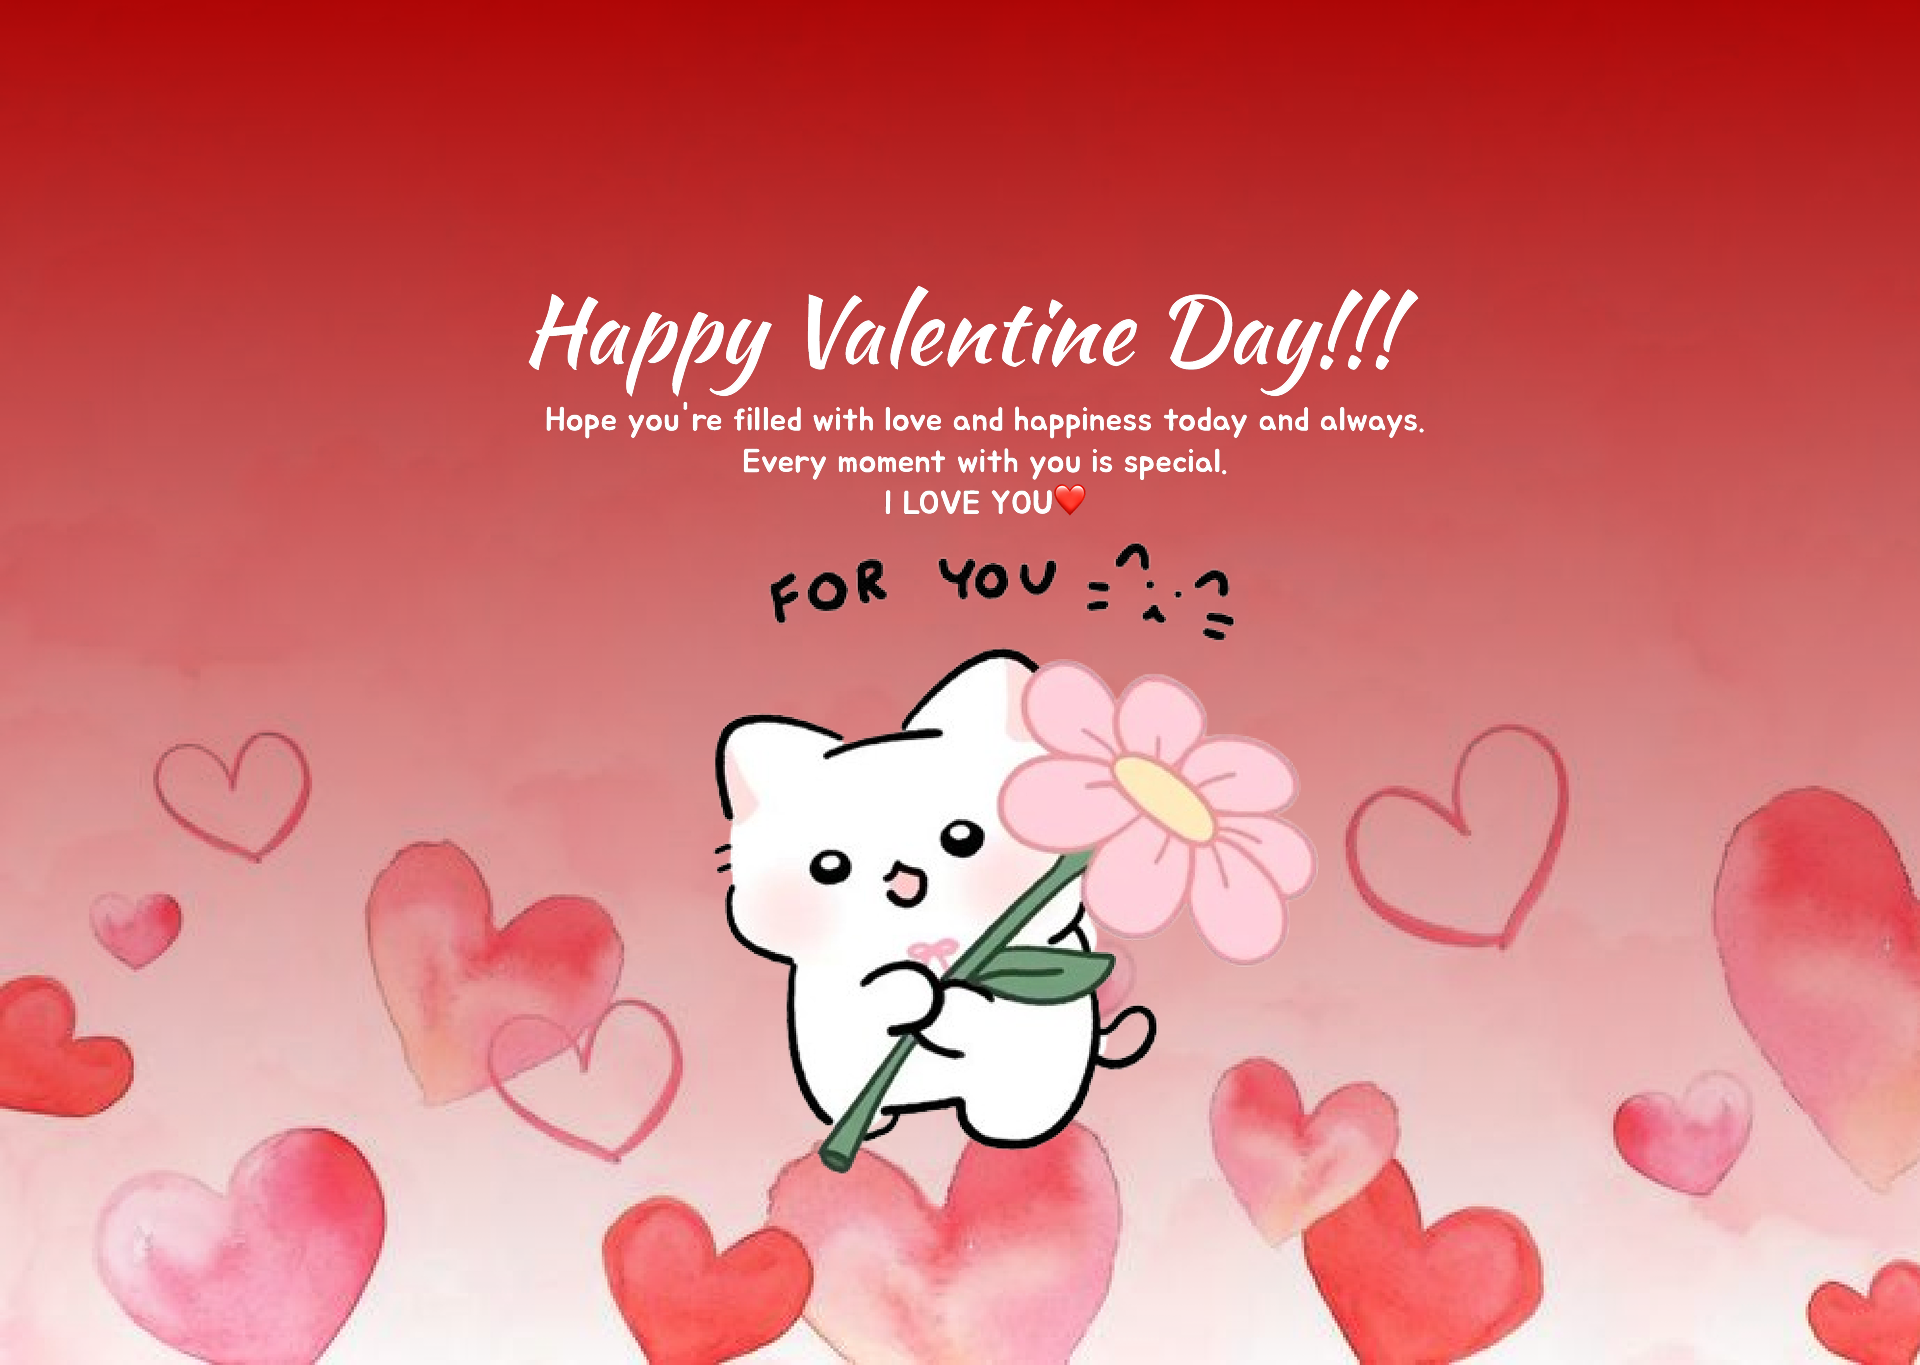 Happy Valentine Day!!!
Hope you're filled with love and happiness today and always.
Every moment with you is special.
I LOVE YOU❤️
FOR YOU